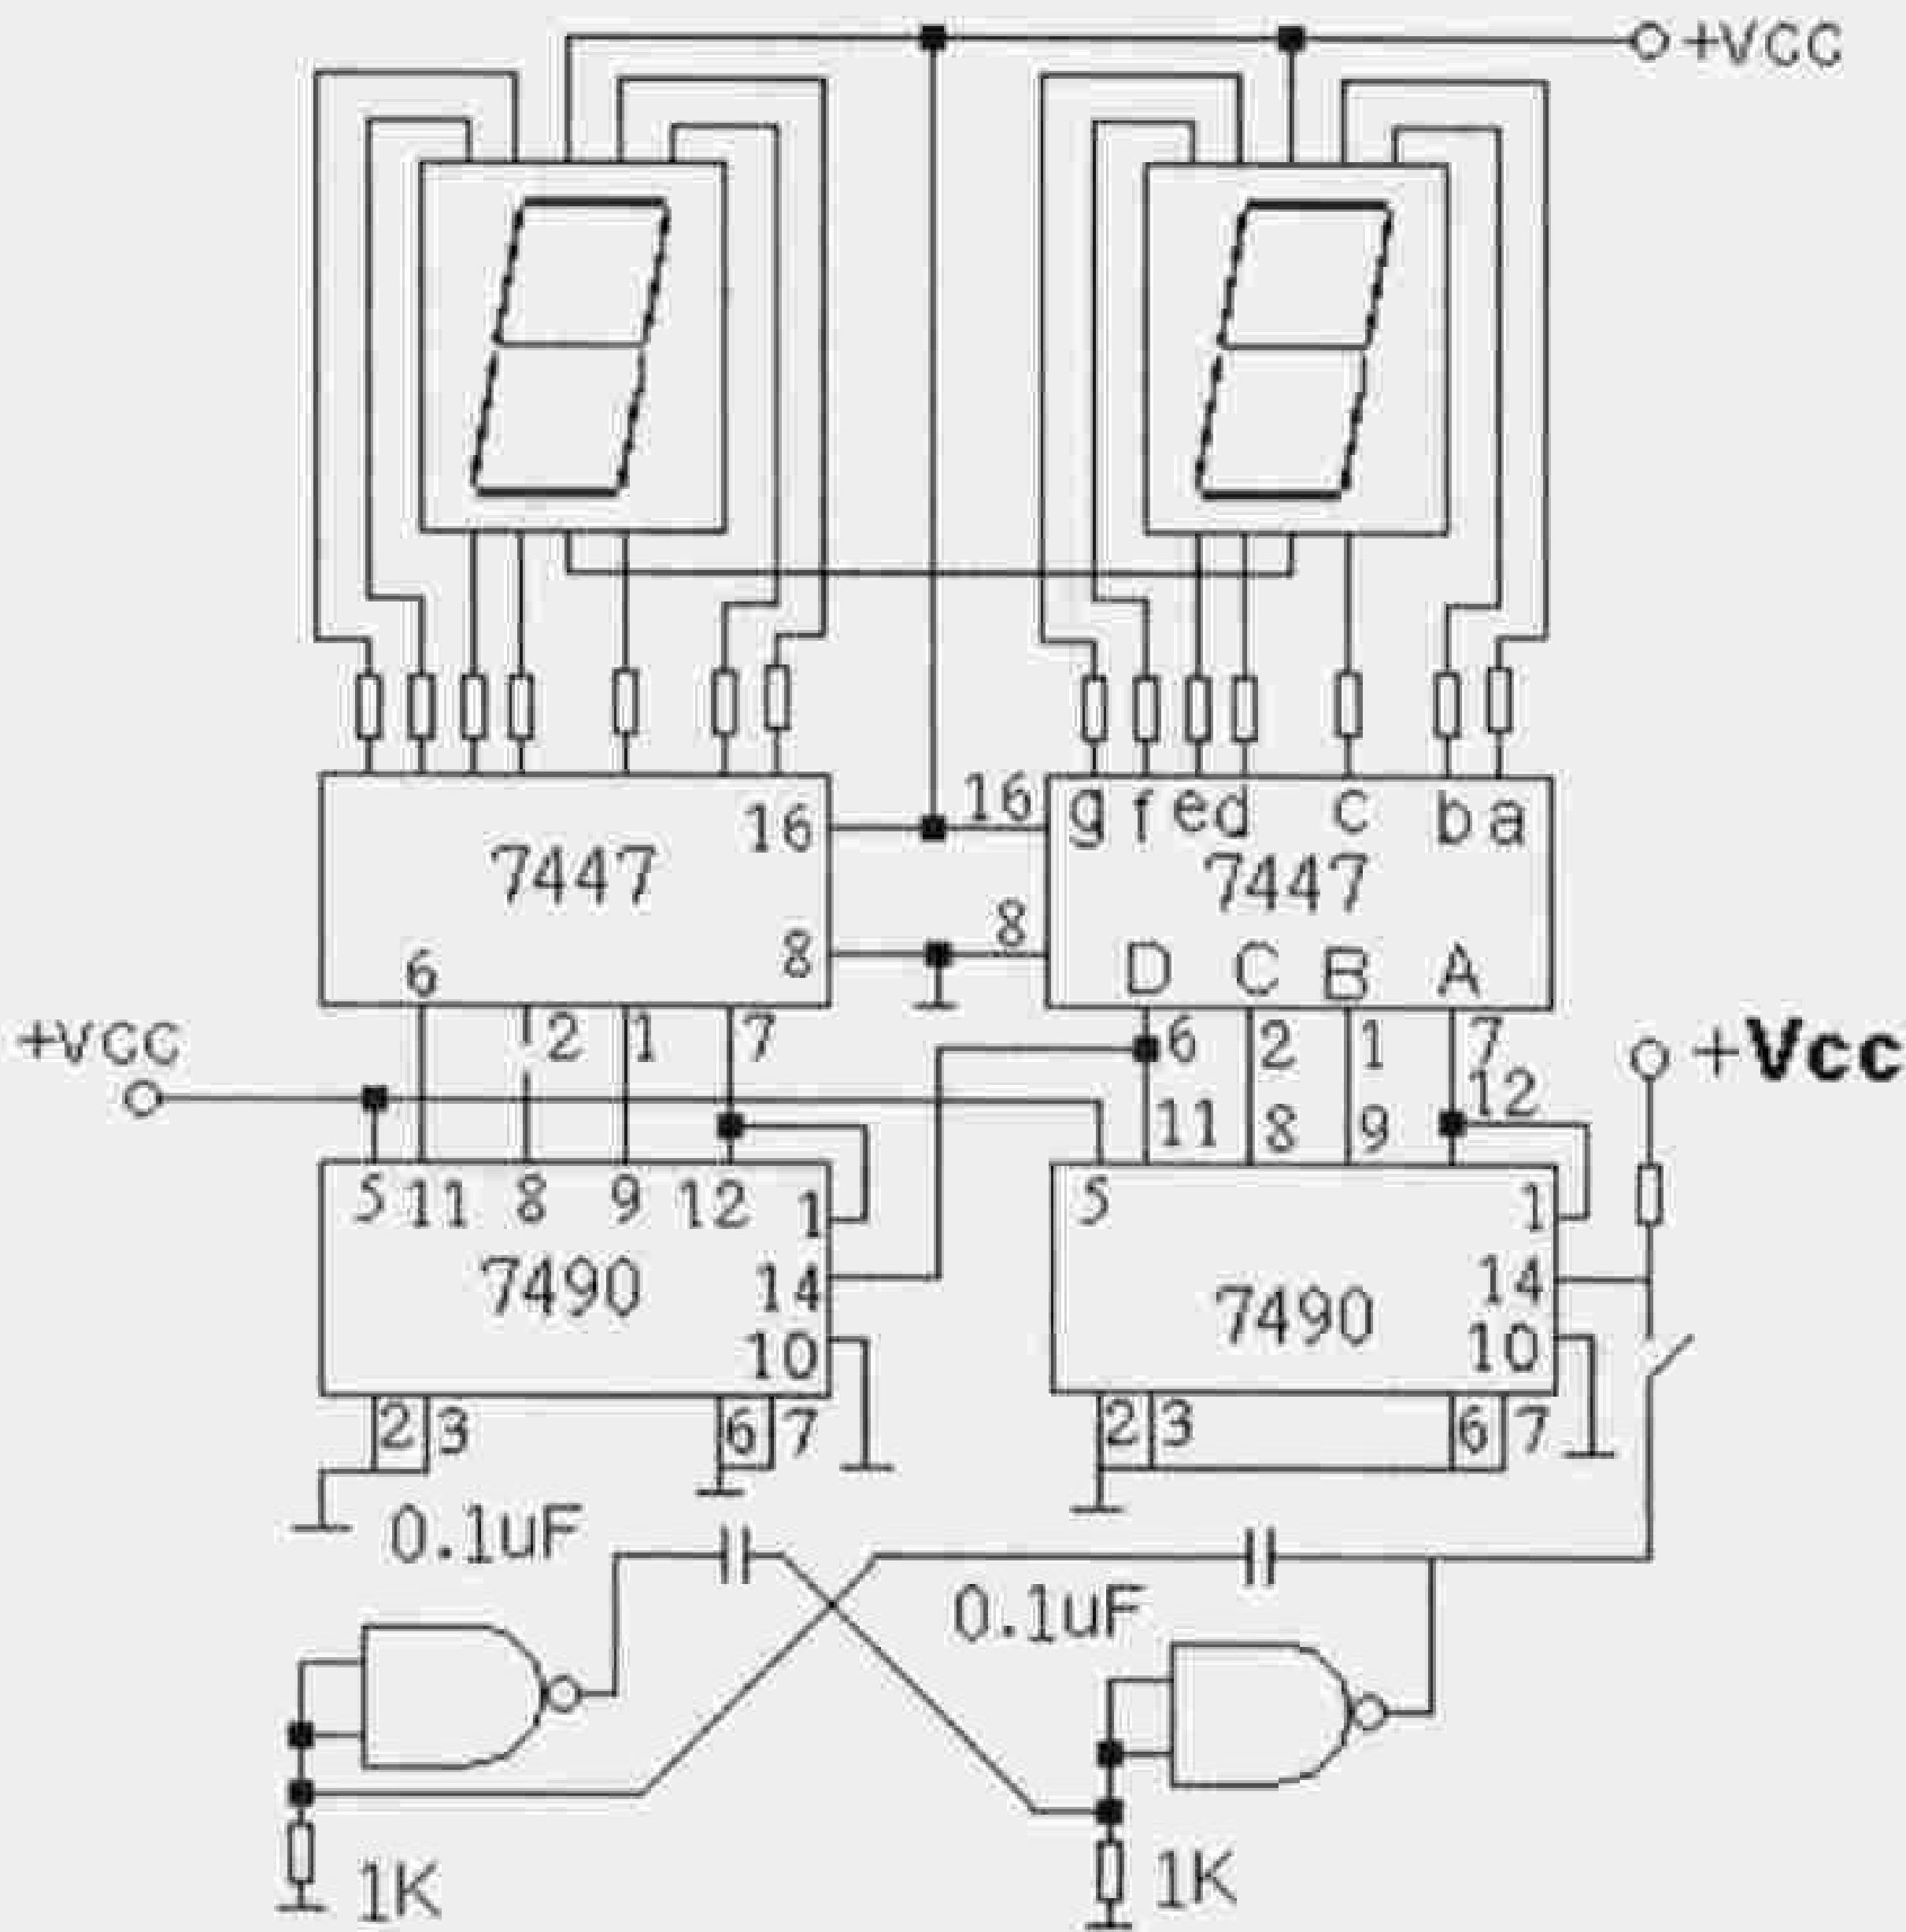 +VCC
16 16 g f e d c b a
7447 7447
8 8
6 D C B A
+VCC 2 1 7 6 2 1 7 +Vcc
12
11 8 9
5 11 8 9 12 1 5 1
14 14
7490 7490
10 10
2 3 6 7 2 3 6 7
0.1uF
0.1uF
1K 1K